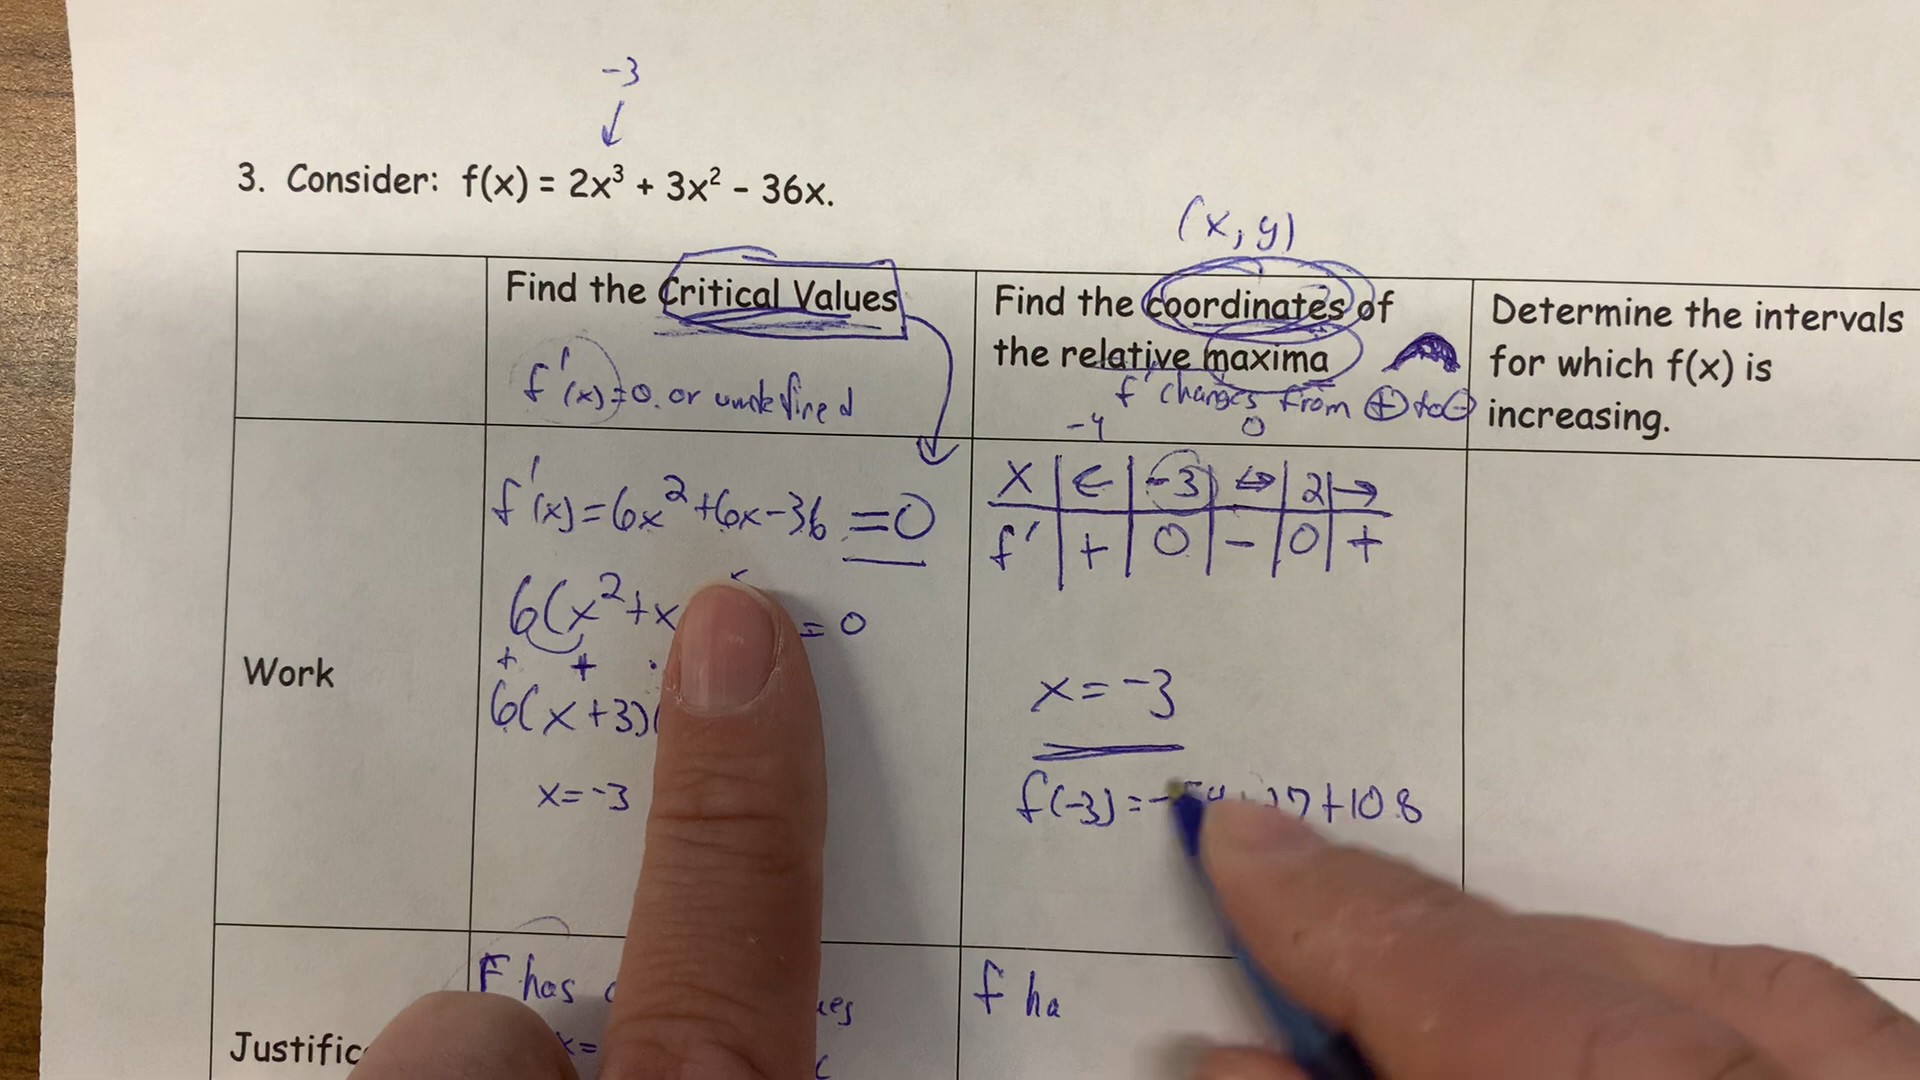 -3
3. Consider: f(x) = 2x³ + 3x² - 36x.
(x, y)
Find the Critical Values
f'(x)=0 or undefined
Find the coordinates of
the relative maxima
f' changes from + to -
Determine the intervals
for which f(x) is
increasing.
-4 0
Work
f'(x)=6x²+6x-36 =0
6(x²+x = 0
+ +
6(x+3)(
x=-3
X ← -3 ↔ 2 →
f' + 0 - 0 +
x=-3
f(-3)=-54+27+108
F has
x=
f ha